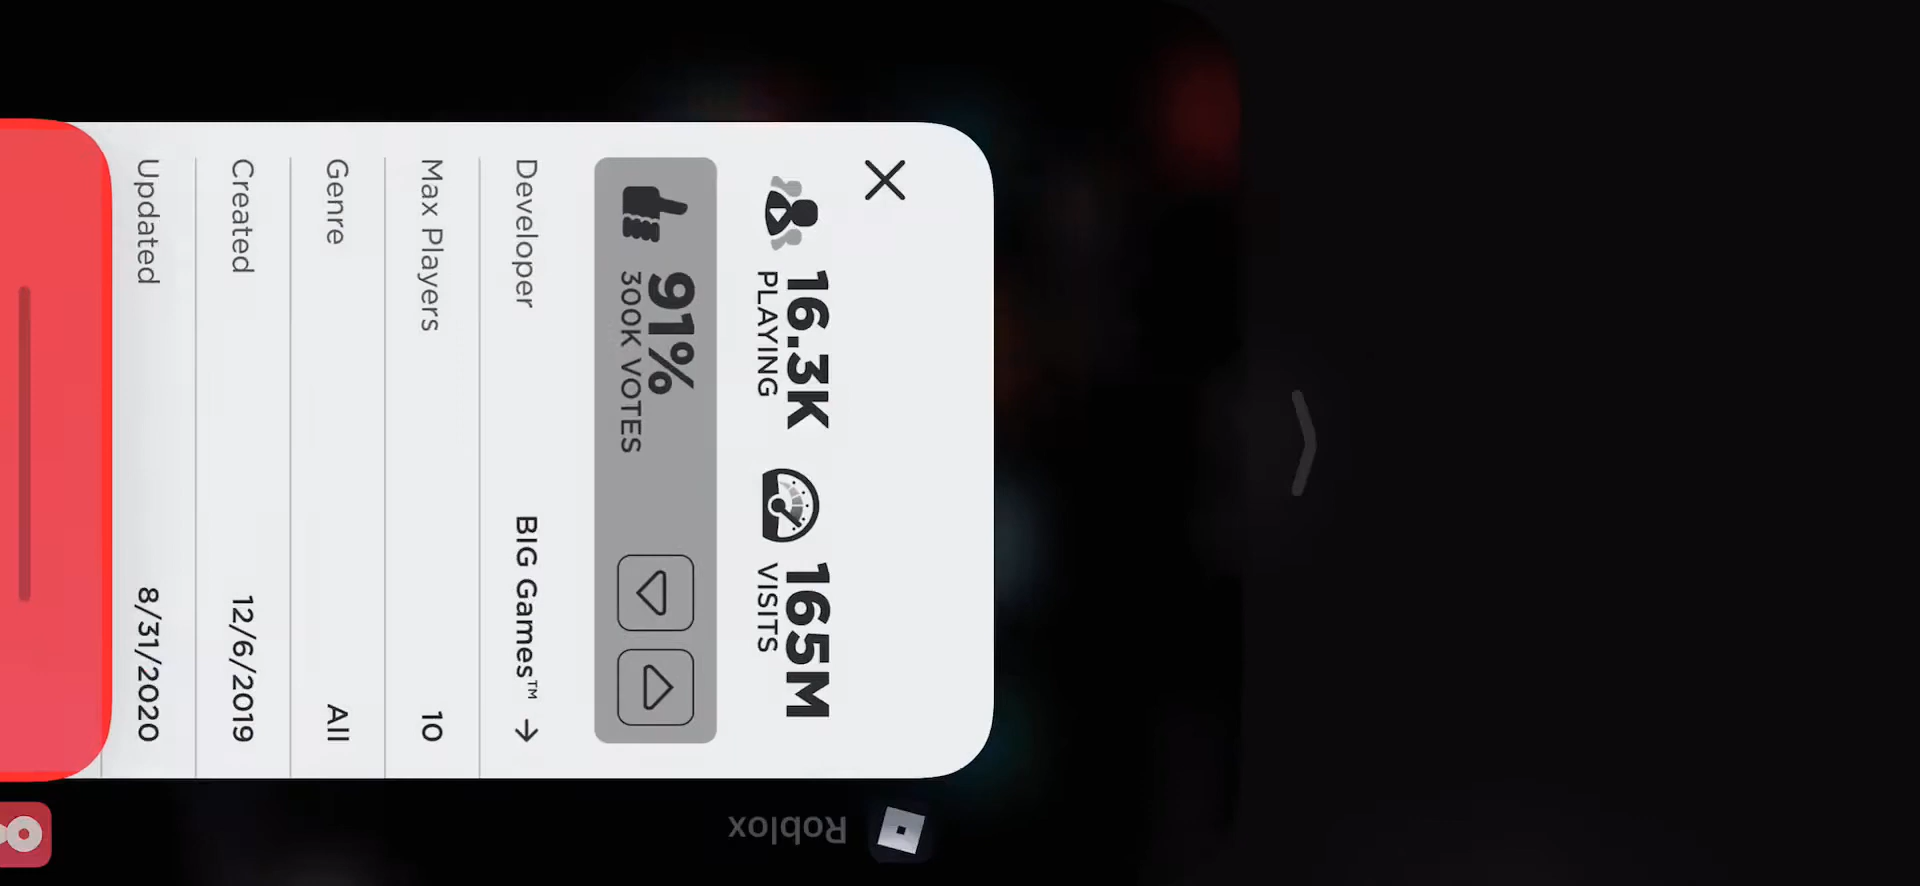 16.3K
PLAYING
165M
VISITS
91%
300K VOTES
Developer BIG Games™ →
Max Players 10
Genre All
Created 12/6/2019
Updated 8/31/2020
Roblox